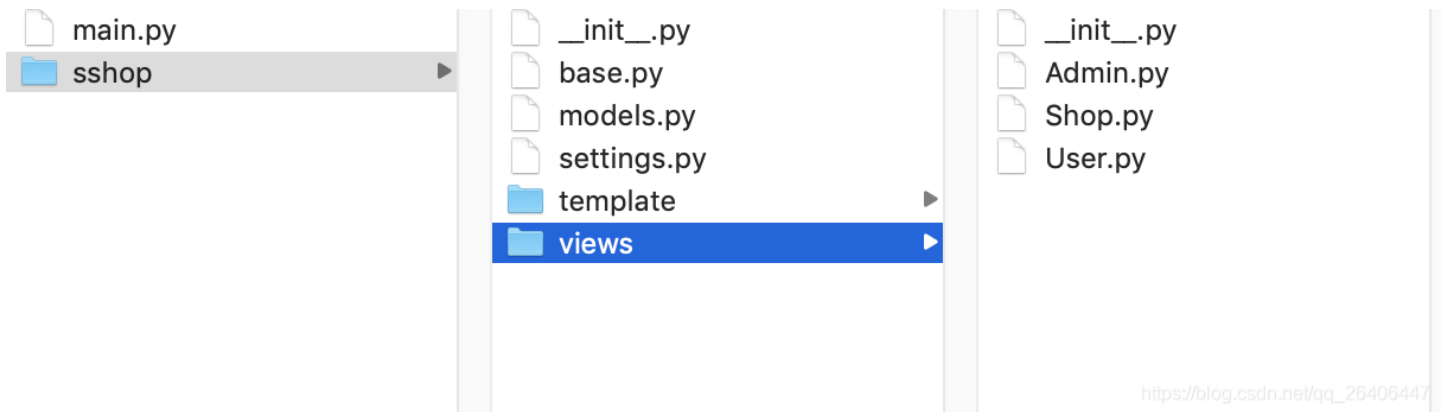 main.py
sshop
__init__.py
base.py
models.py
settings.py
template
views
__init__.py
Admin.py
Shop.py
User.py
https://blog.csdn.net/qq_26406447